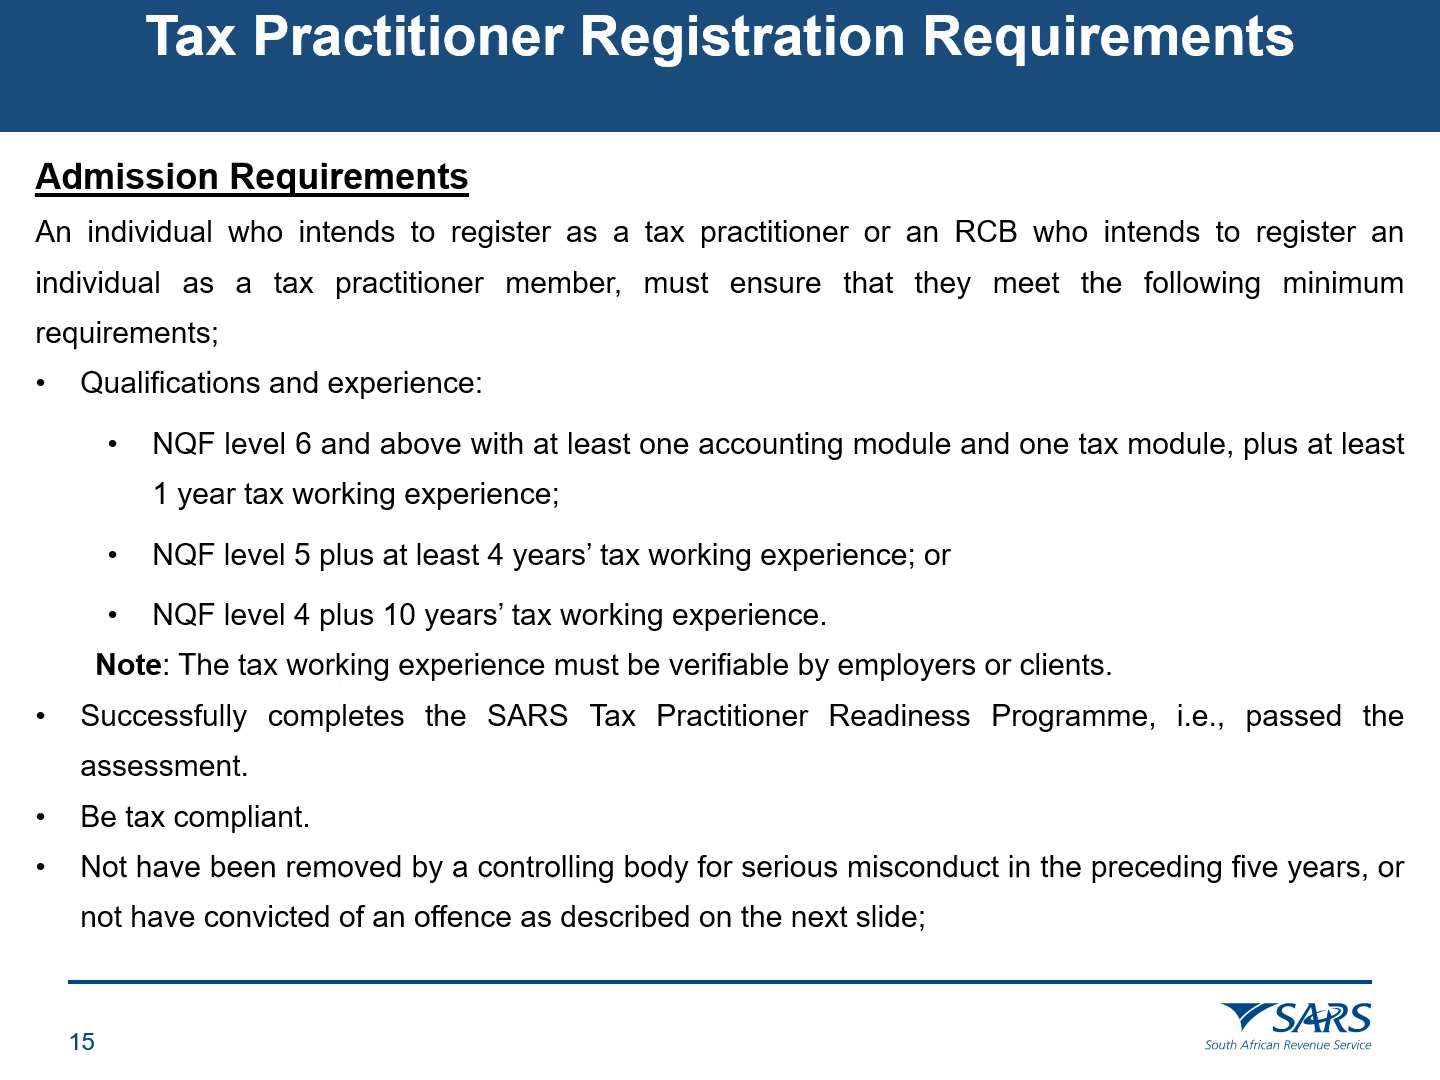 Tax Practitioner Registration Requirements
Admission Requirements
An individual who intends to register as a tax practitioner or an RCB who intends to register an
individual as a tax practitioner member, must ensure that they meet the following minimum
requirements;
• Qualifications and experience:
• NQF level 6 and above with at least one accounting module and one tax module, plus at least
1 year tax working experience;
• NQF level 5 plus at least 4 years’ tax working experience; or
• NQF level 4 plus 10 years’ tax working experience.
Note: The tax working experience must be verifiable by employers or clients.
• Successfully completes the SARS Tax Practitioner Readiness Programme, i.e., passed the
assessment.
• Be tax compliant.
• Not have been removed by a controlling body for serious misconduct in the preceding five years, or
not have convicted of an offence as described on the next slide;
15
SARS
South African Revenue Service